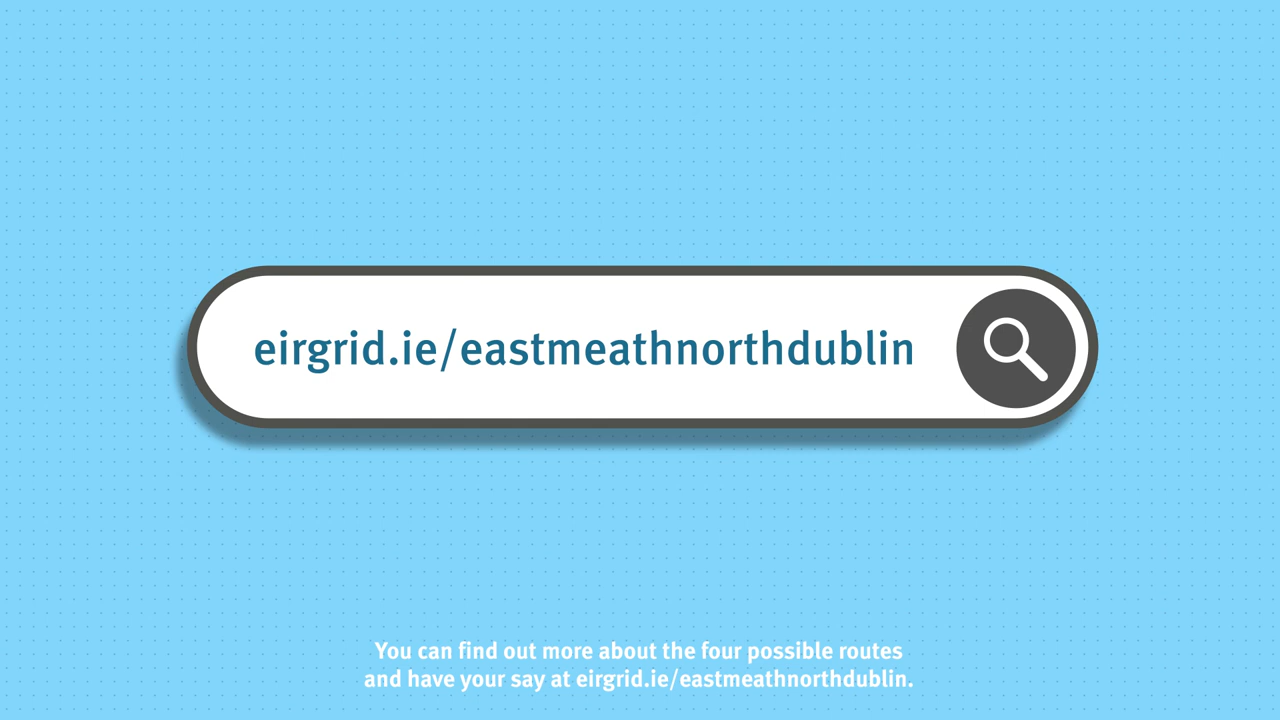 eirgrid.ie/eastmeathnorthdublin
You can find out more about the four possible routes
and have your say at eirgrid.ie/eastmeathnorthdublin.